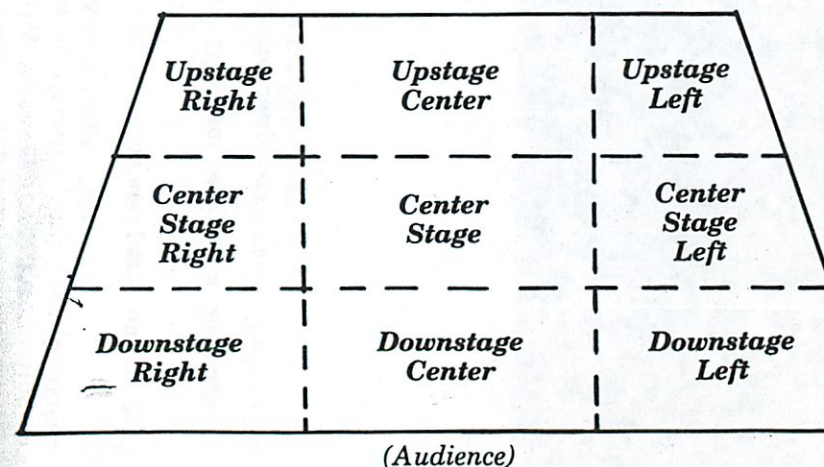 Upstage
Right
Upstage
Center
Upstage
Left
Center
Stage
Right
Center
Stage
Center
Stage
Left
Downstage
Right
Downstage
Center
Downstage
Left
(Audience)